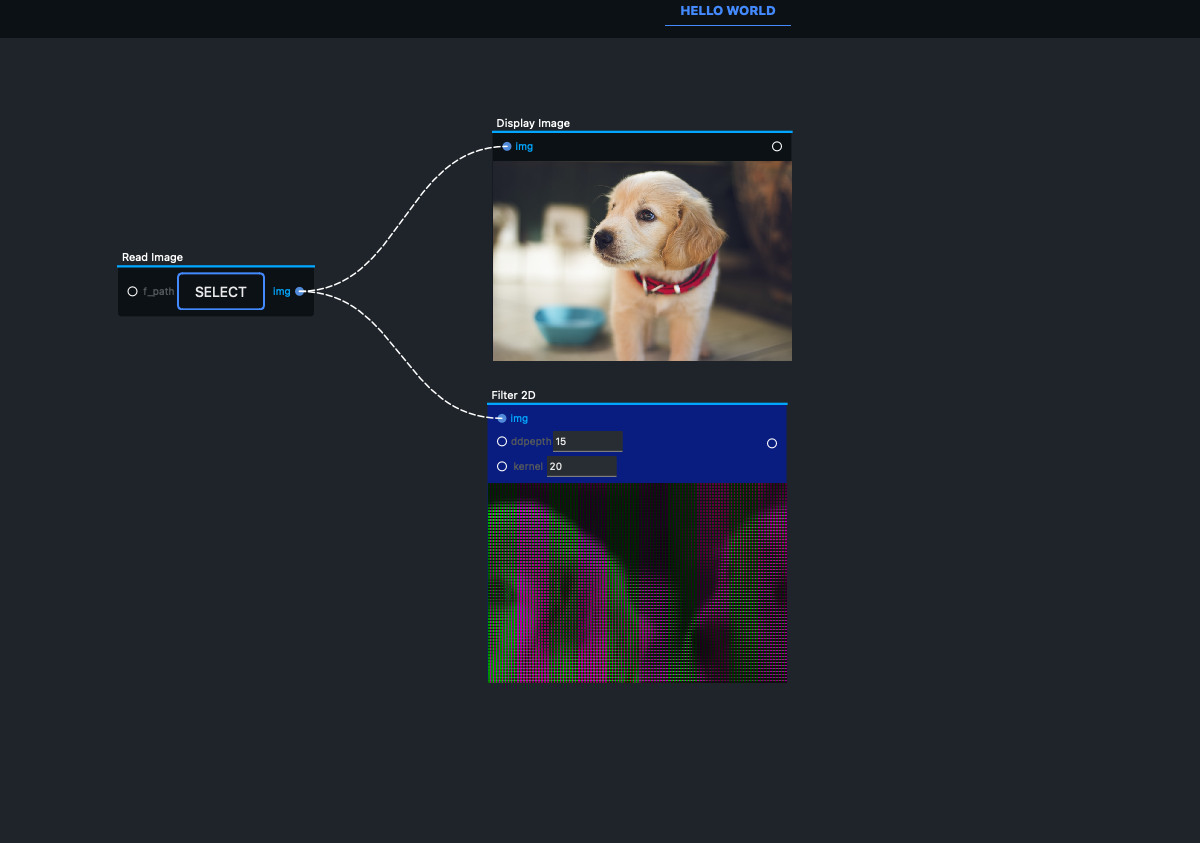 HELLO WORLD
Display Image
img
Read Image
f_path SELECT img
Filter 2D
img
ddpepth 15
kernel 20